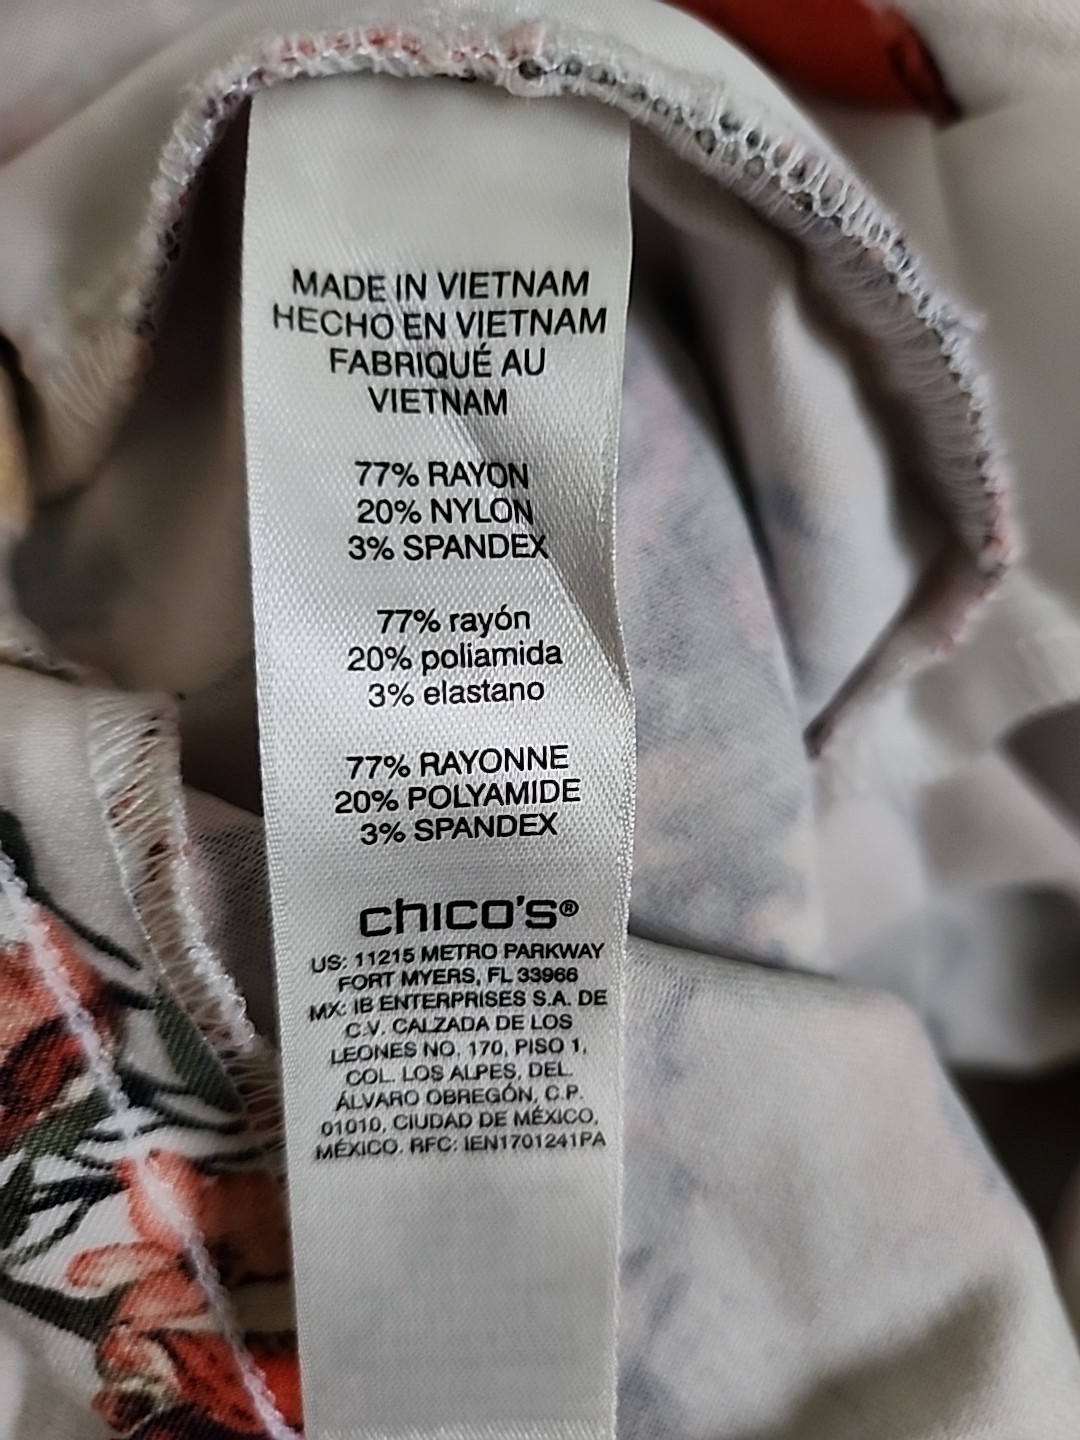 MADE IN VIETNAM
HECHO EN VIETNAM
FABRIQUÉ AU
VIETNAM
77% RAYON
20% NYLON
3% SPANDEX
77% rayón
20% poliamida
3% elastano
77% RAYONNE
20% POLYAMIDE
3% SPANDEX
chico's®
US: 11215 METRO PARKWAY
FORT MYERS, FL 33966
MX: IB ENTERPRISES S.A. DE
C.V. CALZADA DE LOS
LEONES NO. 170, PISO 1,
COL. LOS ALPES, DEL.
ÁLVARO OBREGÓN, C.P.
01010, CIUDAD DE MÉXICO,
MÉXICO. RFC: IEN1701241PA